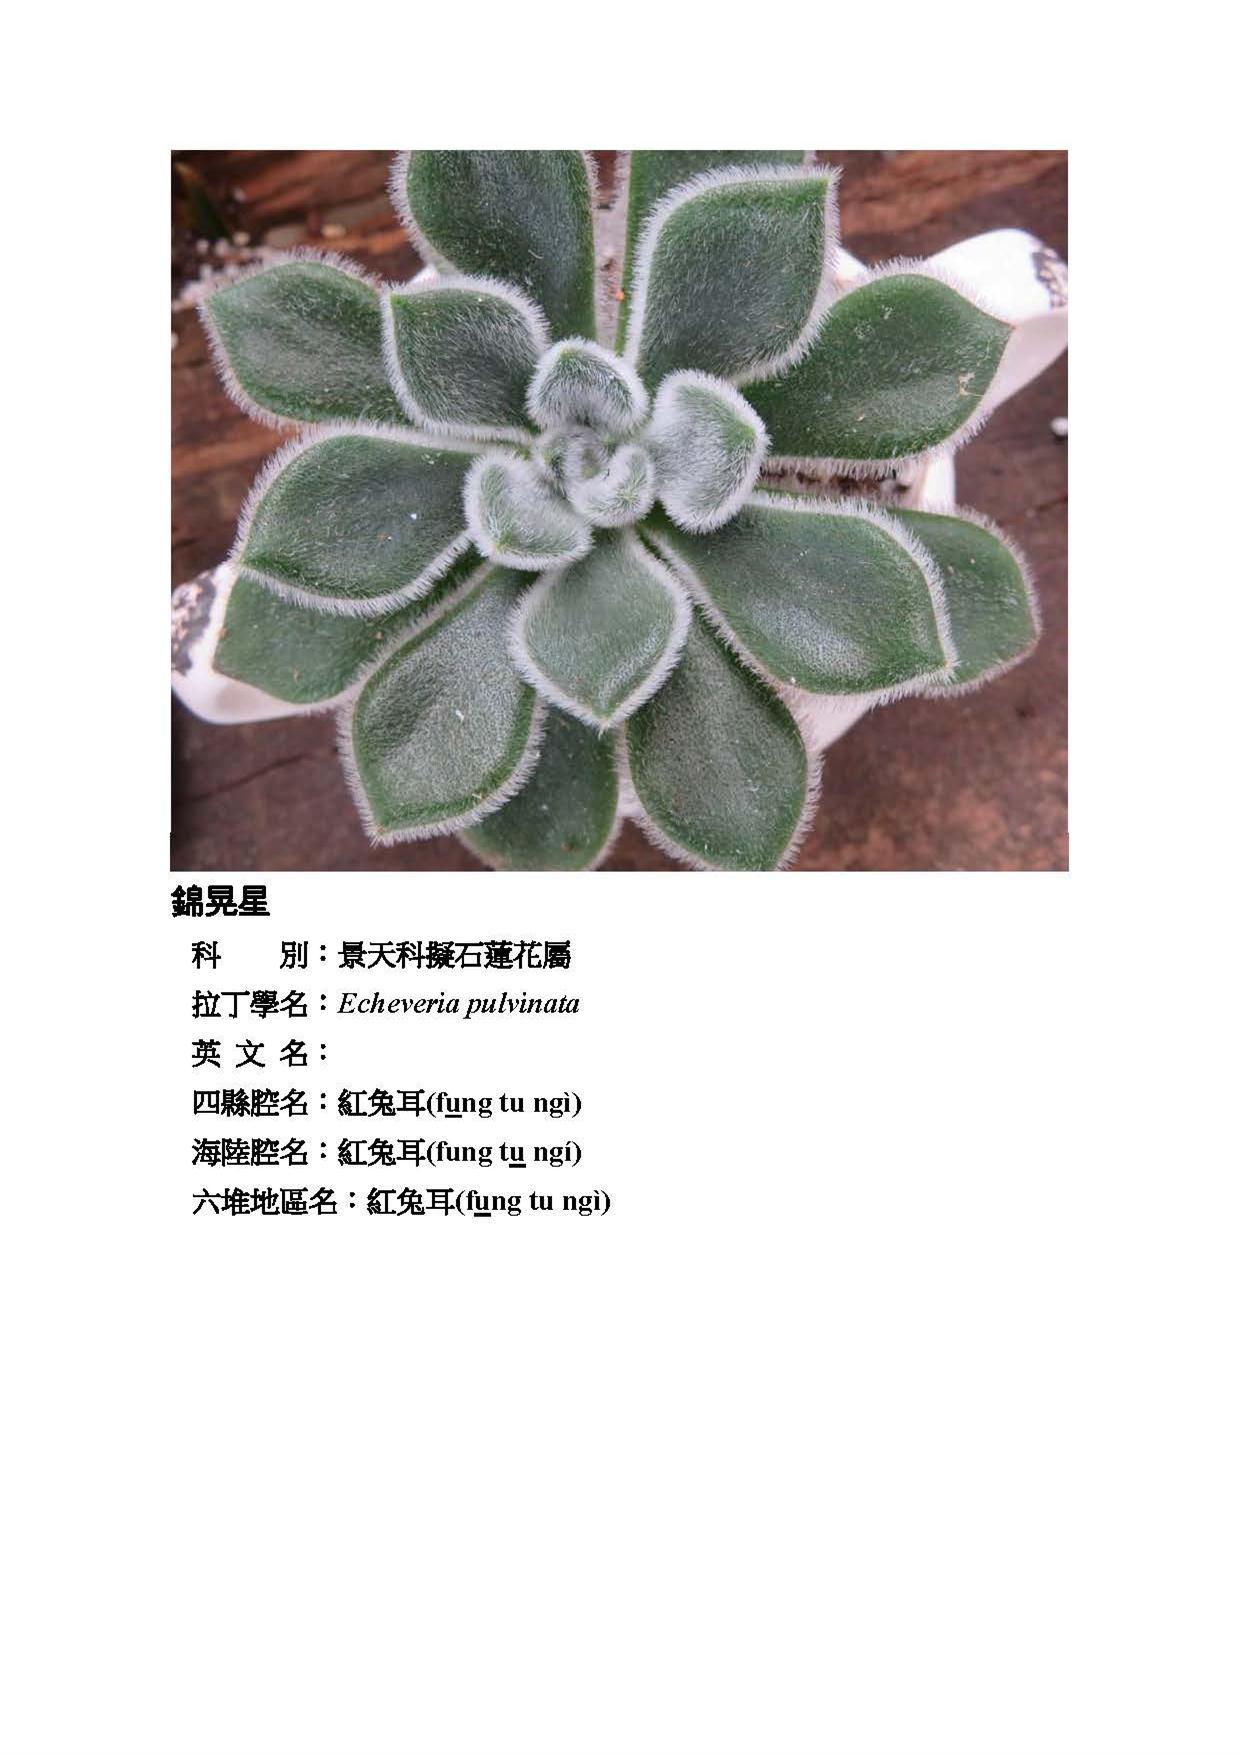 錦晃星
科　　別：景天科擬石蓮花屬
拉丁學名：Echeveria pulvinata
英 文 名：
四縣腔名：紅兔耳(fung tu ngì)
海陸腔名：紅兔耳(fung tu ngí)
六堆地區名：紅兔耳(fung tu ngì)